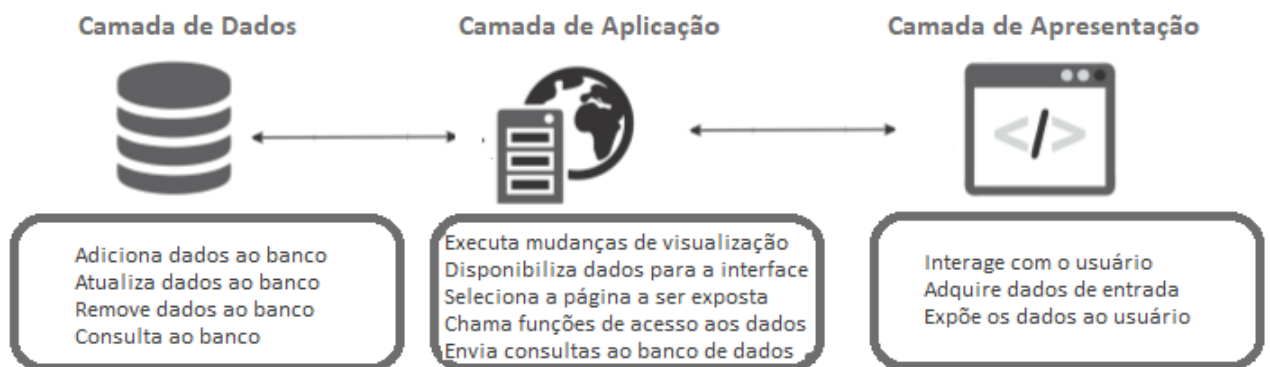 Camada de Dados
Camada de Aplicação
Camada de Apresentação
</>
Adiciona dados ao banco
Atualiza dados ao banco
Remove dados ao banco
Consulta ao banco
Executa mudanças de visualização
Disponibiliza dados para a interface
Seleciona a página a ser exposta
Chama funções de acesso aos dados
Envia consultas ao banco de dados
Interage com o usuário
Adquire dados de entrada
Expõe os dados ao usuário